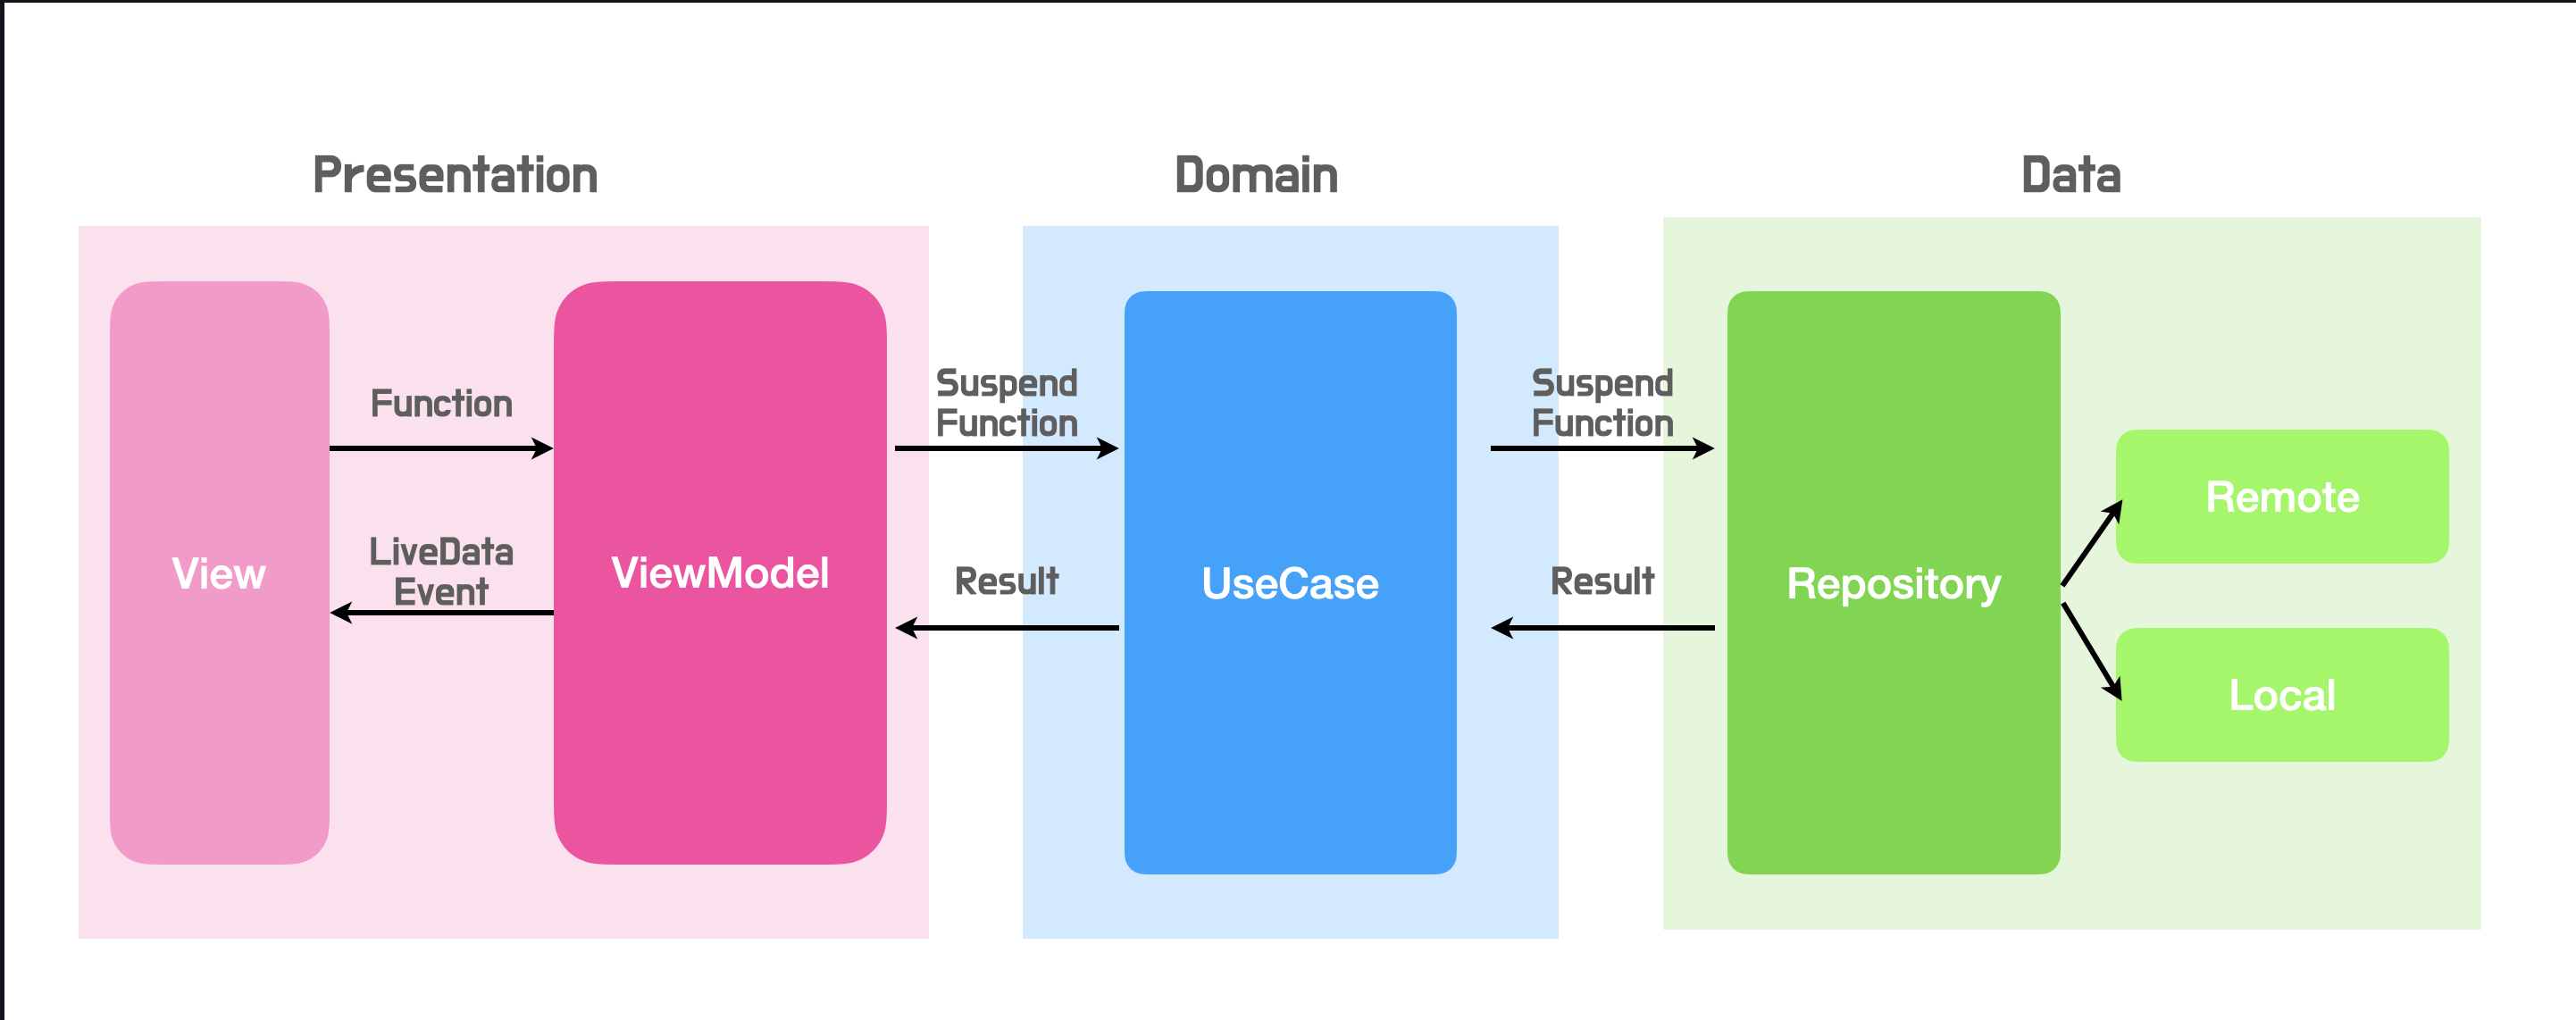 Presentation
Domain
Data
Function
LiveData
Event
View
ViewModel
Suspend
Function
Result
UseCase
Suspend
Function
Result
Repository
Remote
Local